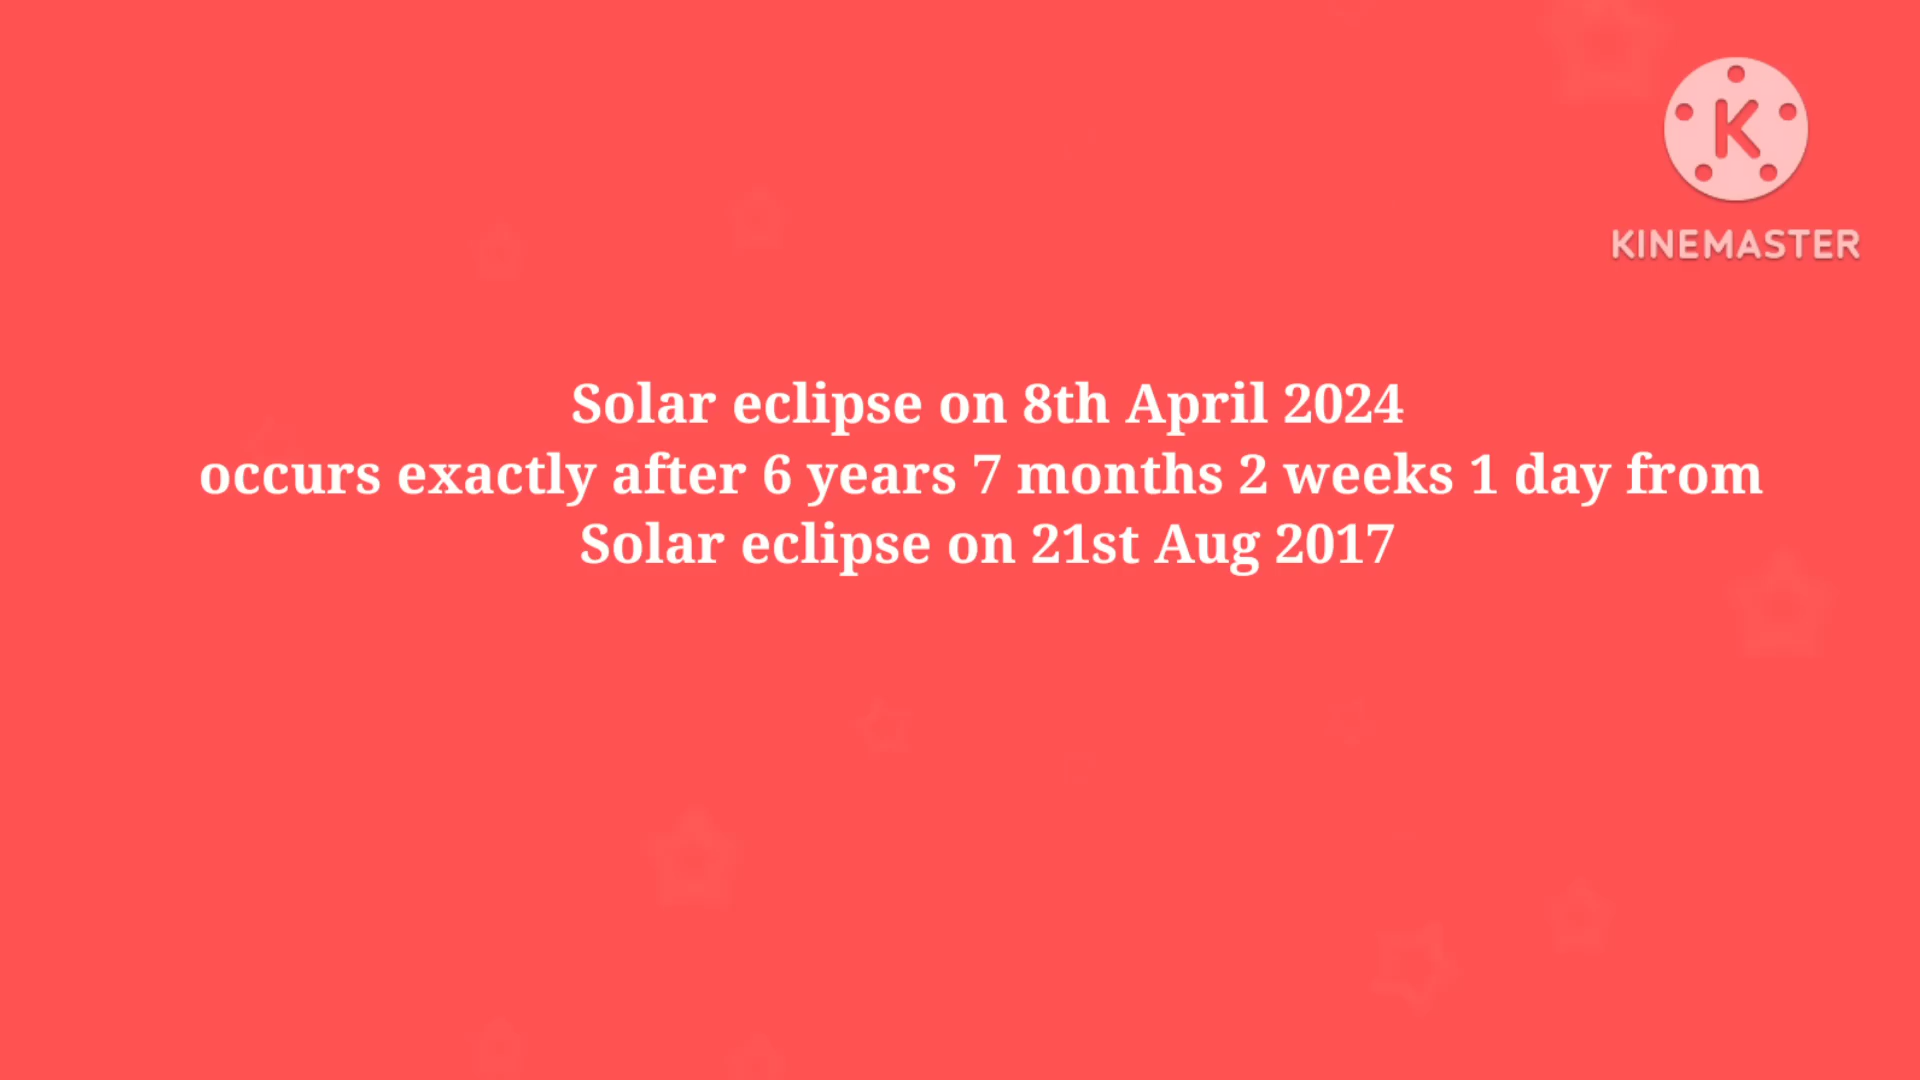 KINEMASTER
Solar eclipse on 8th April 2024
occurs exactly after 6 years 7 months 2 weeks 1 day from
Solar eclipse on 21st Aug 2017